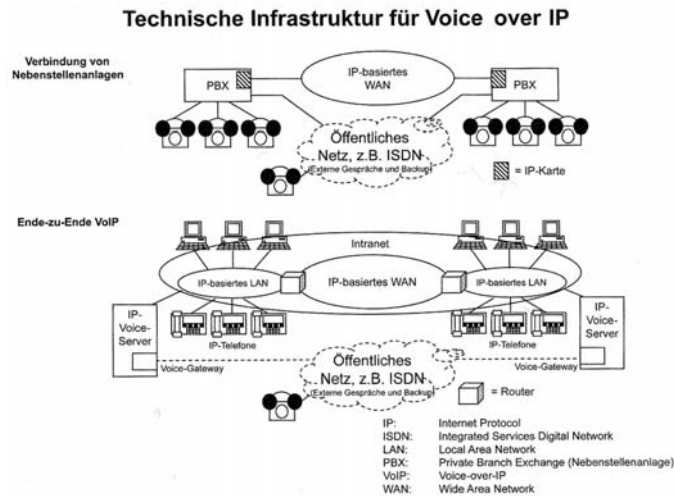 Technische Infrastruktur für Voice over IP
Verbindung von
Nebenstellenanlagen
PBX
IP-basiertes
WAN
PBX
Öffentliches
Netz, z.B. ISDN
(Externe Gespräche und Backup)
= IP-Karte
Ende-zu-Ende VoIP
Intranet
IP-basiertes LAN
IP-basiertes WAN
IP-basiertes LAN
IP-
Voice-
Server
IP-Telefone
IP-Telefone
IP-
Voice-
Server
Voice-Gateway
Voice-Gateway
Öffentliches
Netz, z.B. ISDN
(Externe Gespräche und Backup)
= Router
IP: Internet Protocol
ISDN: Integrated Services Digital Network
LAN: Local Area Network
PBX: Private Branch Exchange (Nebenstellenanlage)
VoIP: Voice-over-IP
WAN: Wide Area Network